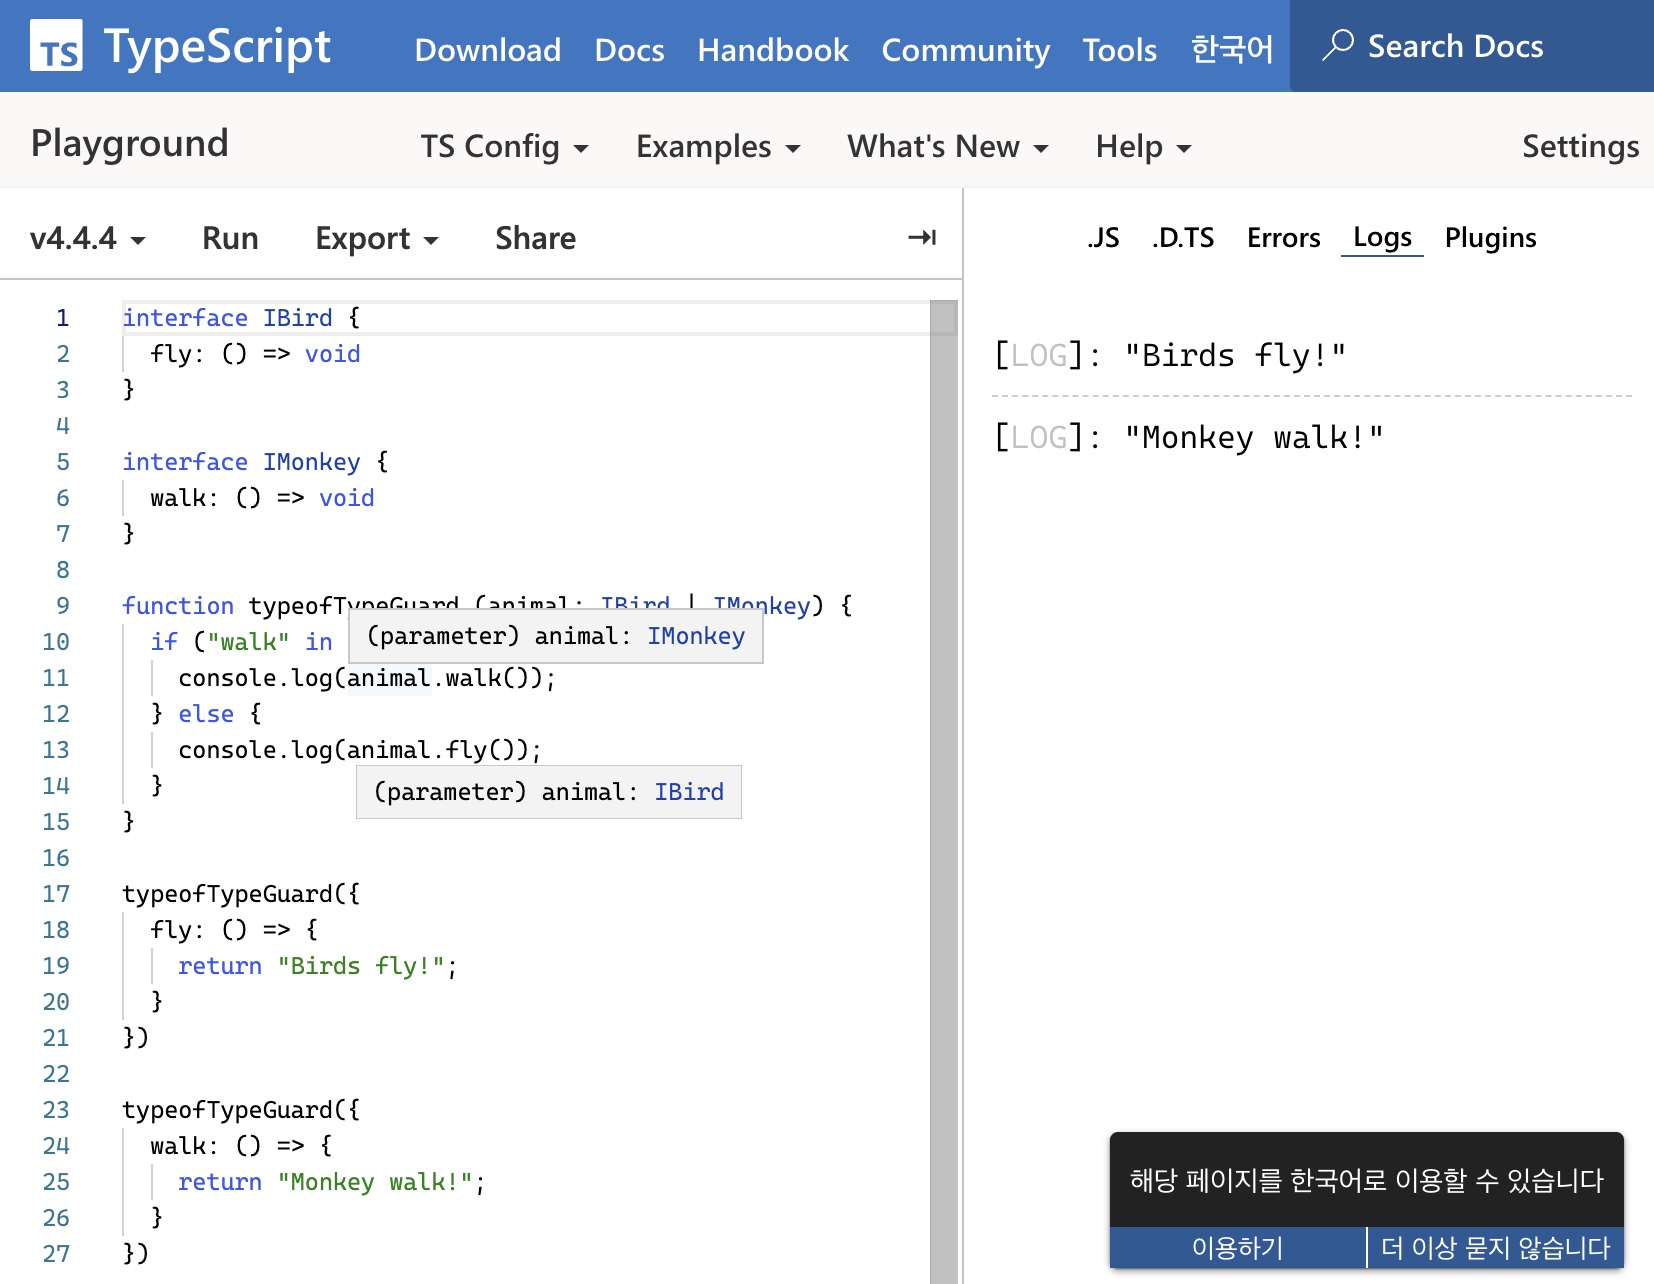 TS TypeScript Download Docs Handbook Community Tools 한국어 Search Docs
Playground TS Config Examples What's New Help Settings
v4.4.4 Run Export Share
.JS .D.TS Errors Logs Plugins
1 interface IBird {
2 fly: () => void
3 }
4
5 interface IMonkey {
6 walk: () => void
7 }
8
9 function typeofTypeGuard (animal: IBird | IMonkey) {
10 if ("walk" in
(parameter) animal: IMonkey
11 console.log(animal.walk());
12 } else {
13 console.log(animal.fly());
14 }
(parameter) animal: IBird
15 }
16
17 typeofTypeGuard({
18 fly: () => {
19 return "Birds fly!";
20 }
21 })
22
23 typeofTypeGuard({
24 walk: () => {
25 return "Monkey walk!";
26 }
27 })
[LOG]: "Birds fly!"
[LOG]: "Monkey walk!"
해당 페이지를 한국어로 이용할 수 있습니다
이용하기 더 이상 묻지 않습니다